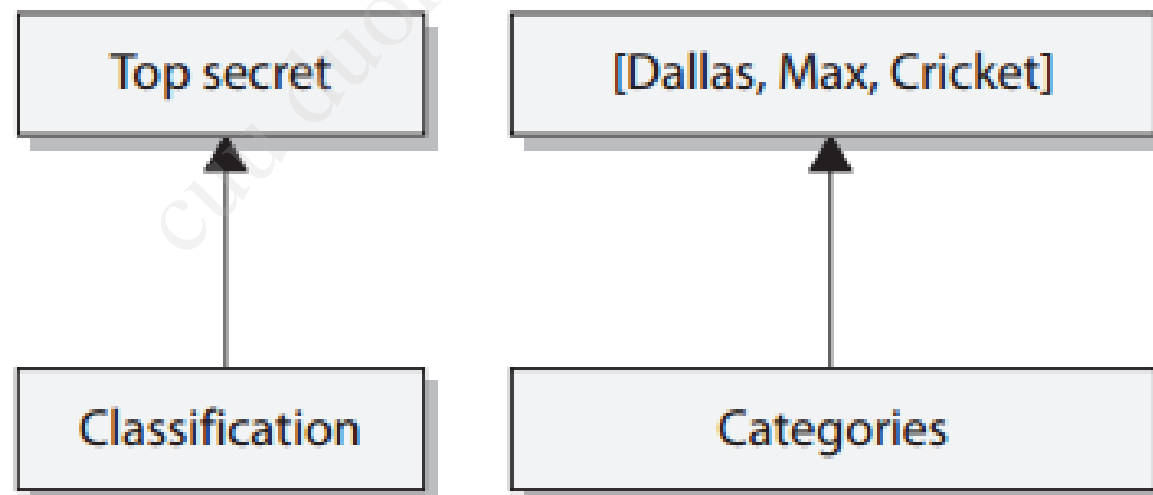 Top secret
[Dallas, Max, Cricket]
Classification
Categories